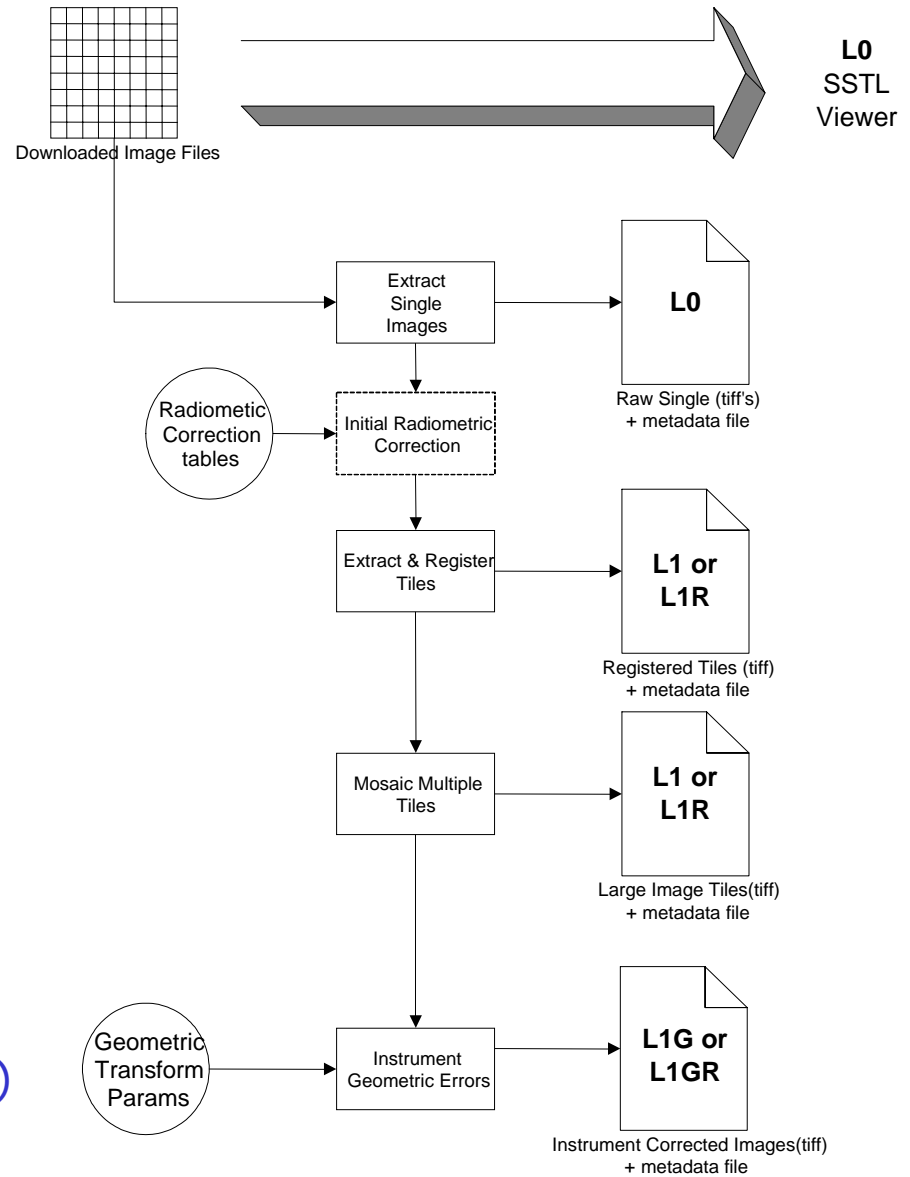 L0
SSTL
Viewer
Downloaded Image Files
Extract
Single
Images
L0
Raw Single (tiff's)
+ metadata file
Radiometic
Correction
tables
Initial Radiometric
Correction
Extract & Register
Tiles
L1 or
L1R
Registered Tiles (tiff)
+ metadata file
Mosaic Multiple
Tiles
L1 or
L1R
Large Image Tiles(tiff)
+ metadata file
Geometric
Transform
Params
Instrument
Geometric Errors
L1G or
L1GR
Instrument Corrected Images(tiff)
+ metadata file